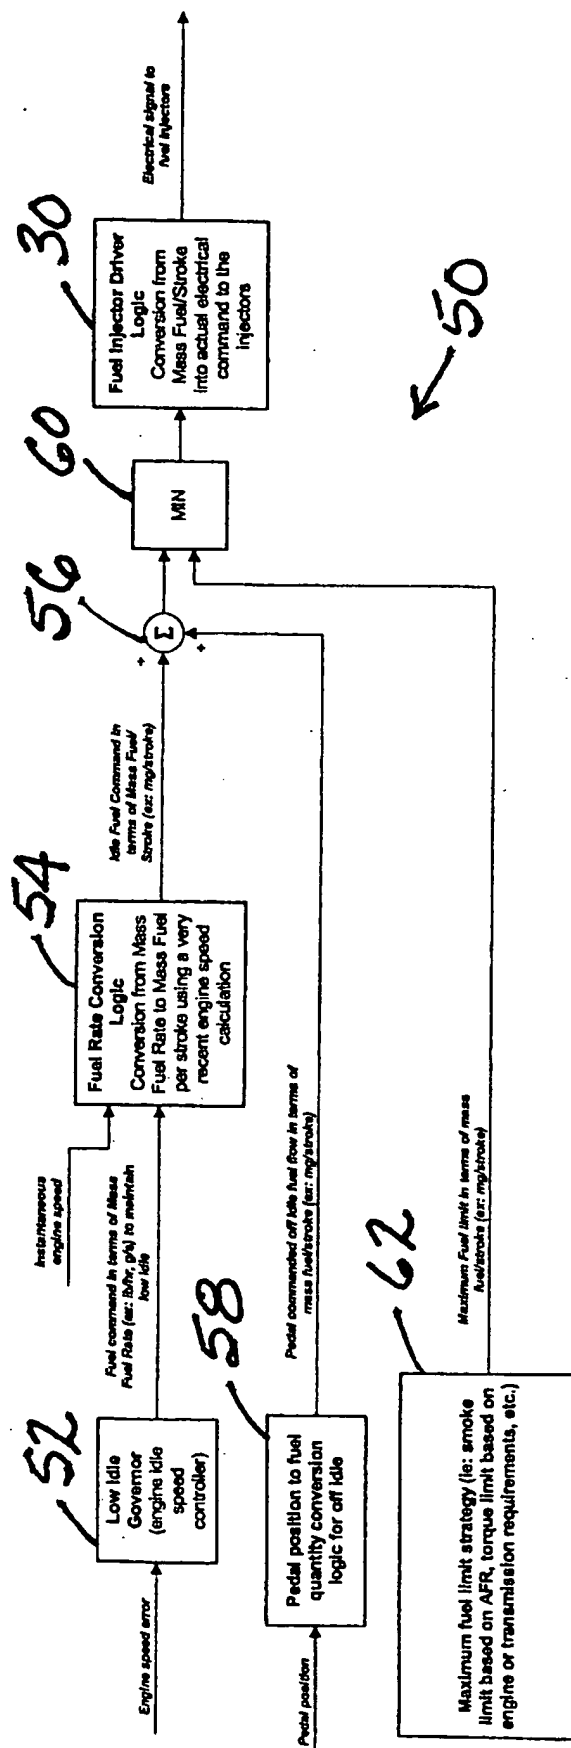 Engine speed error
52
Low Idle
Governor
(engine idle
speed
controller)
Fuel command in terms of Mass
Fuel Rate (ex: lb/hr, g/s) to maintain
low idle
Instantaneous
engine speed
54
Fuel Rate Conversion
Logic
Conversion from Mass
Fuel Rate to Mass Fuel
per stroke using a very
recent engine speed
calculation
Idle Fuel Command in
terms of Mass Fuel/
Stroke (ex: mg/stroke)
56
+
Σ
+
60
MIN
30
Fuel Injector Driver
Logic
Conversion from
Mass Fuel/Stroke
into actual electrical
command to the
injectors
Electrical signal to
fuel injectors
Pedal position
58
Pedal position to fuel
quantity conversion
logic for off idle
Pedal commanded off idle fuel flow in terms of
mass fuel/stroke (ex: mg/stroke)
50
62
Maximum fuel limit strategy (ie: smoke
limit based on AFR, torque limit based on
engine or transmission requirements, etc.)
Maximum Fuel limit in terms of mass
fuel/stroke (ex: mg/stroke)